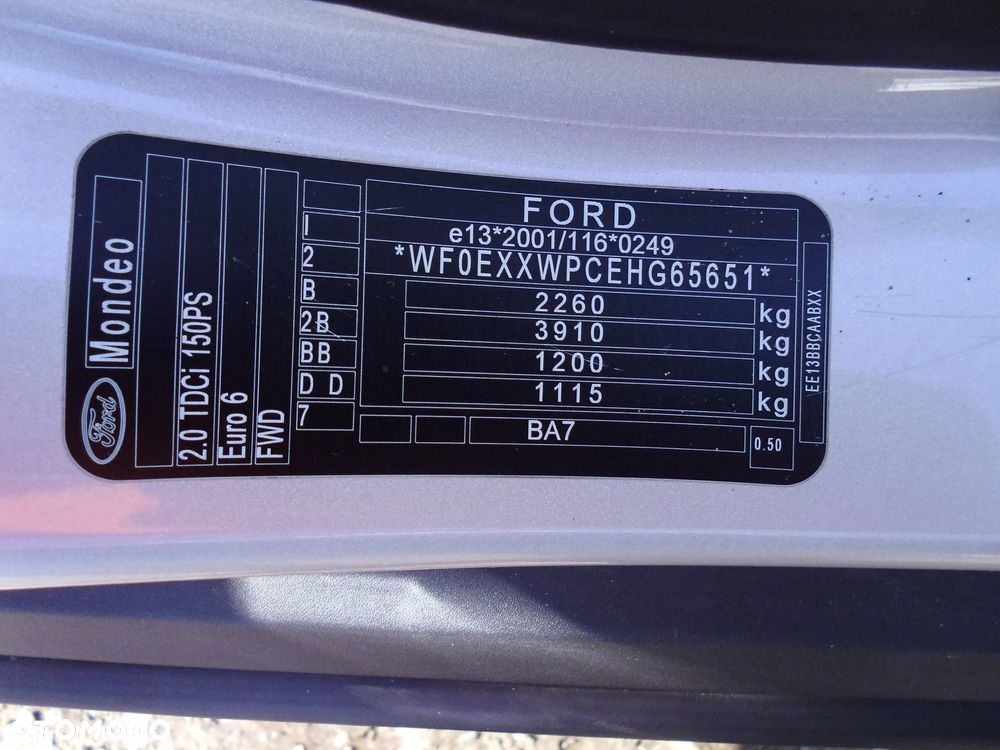 Ford
Mondeo
2.0 TDCi 150PS
Euro 6
FWD
1
2
B
2B
BB
D D
7
FORD
e13*2001/116*0249
*WF0EXXWPCEHG65651*
2260 kg
3910 kg
1200 kg
1115 kg
BA7
0.50
EE13BBCAABXX
OTOMOTO